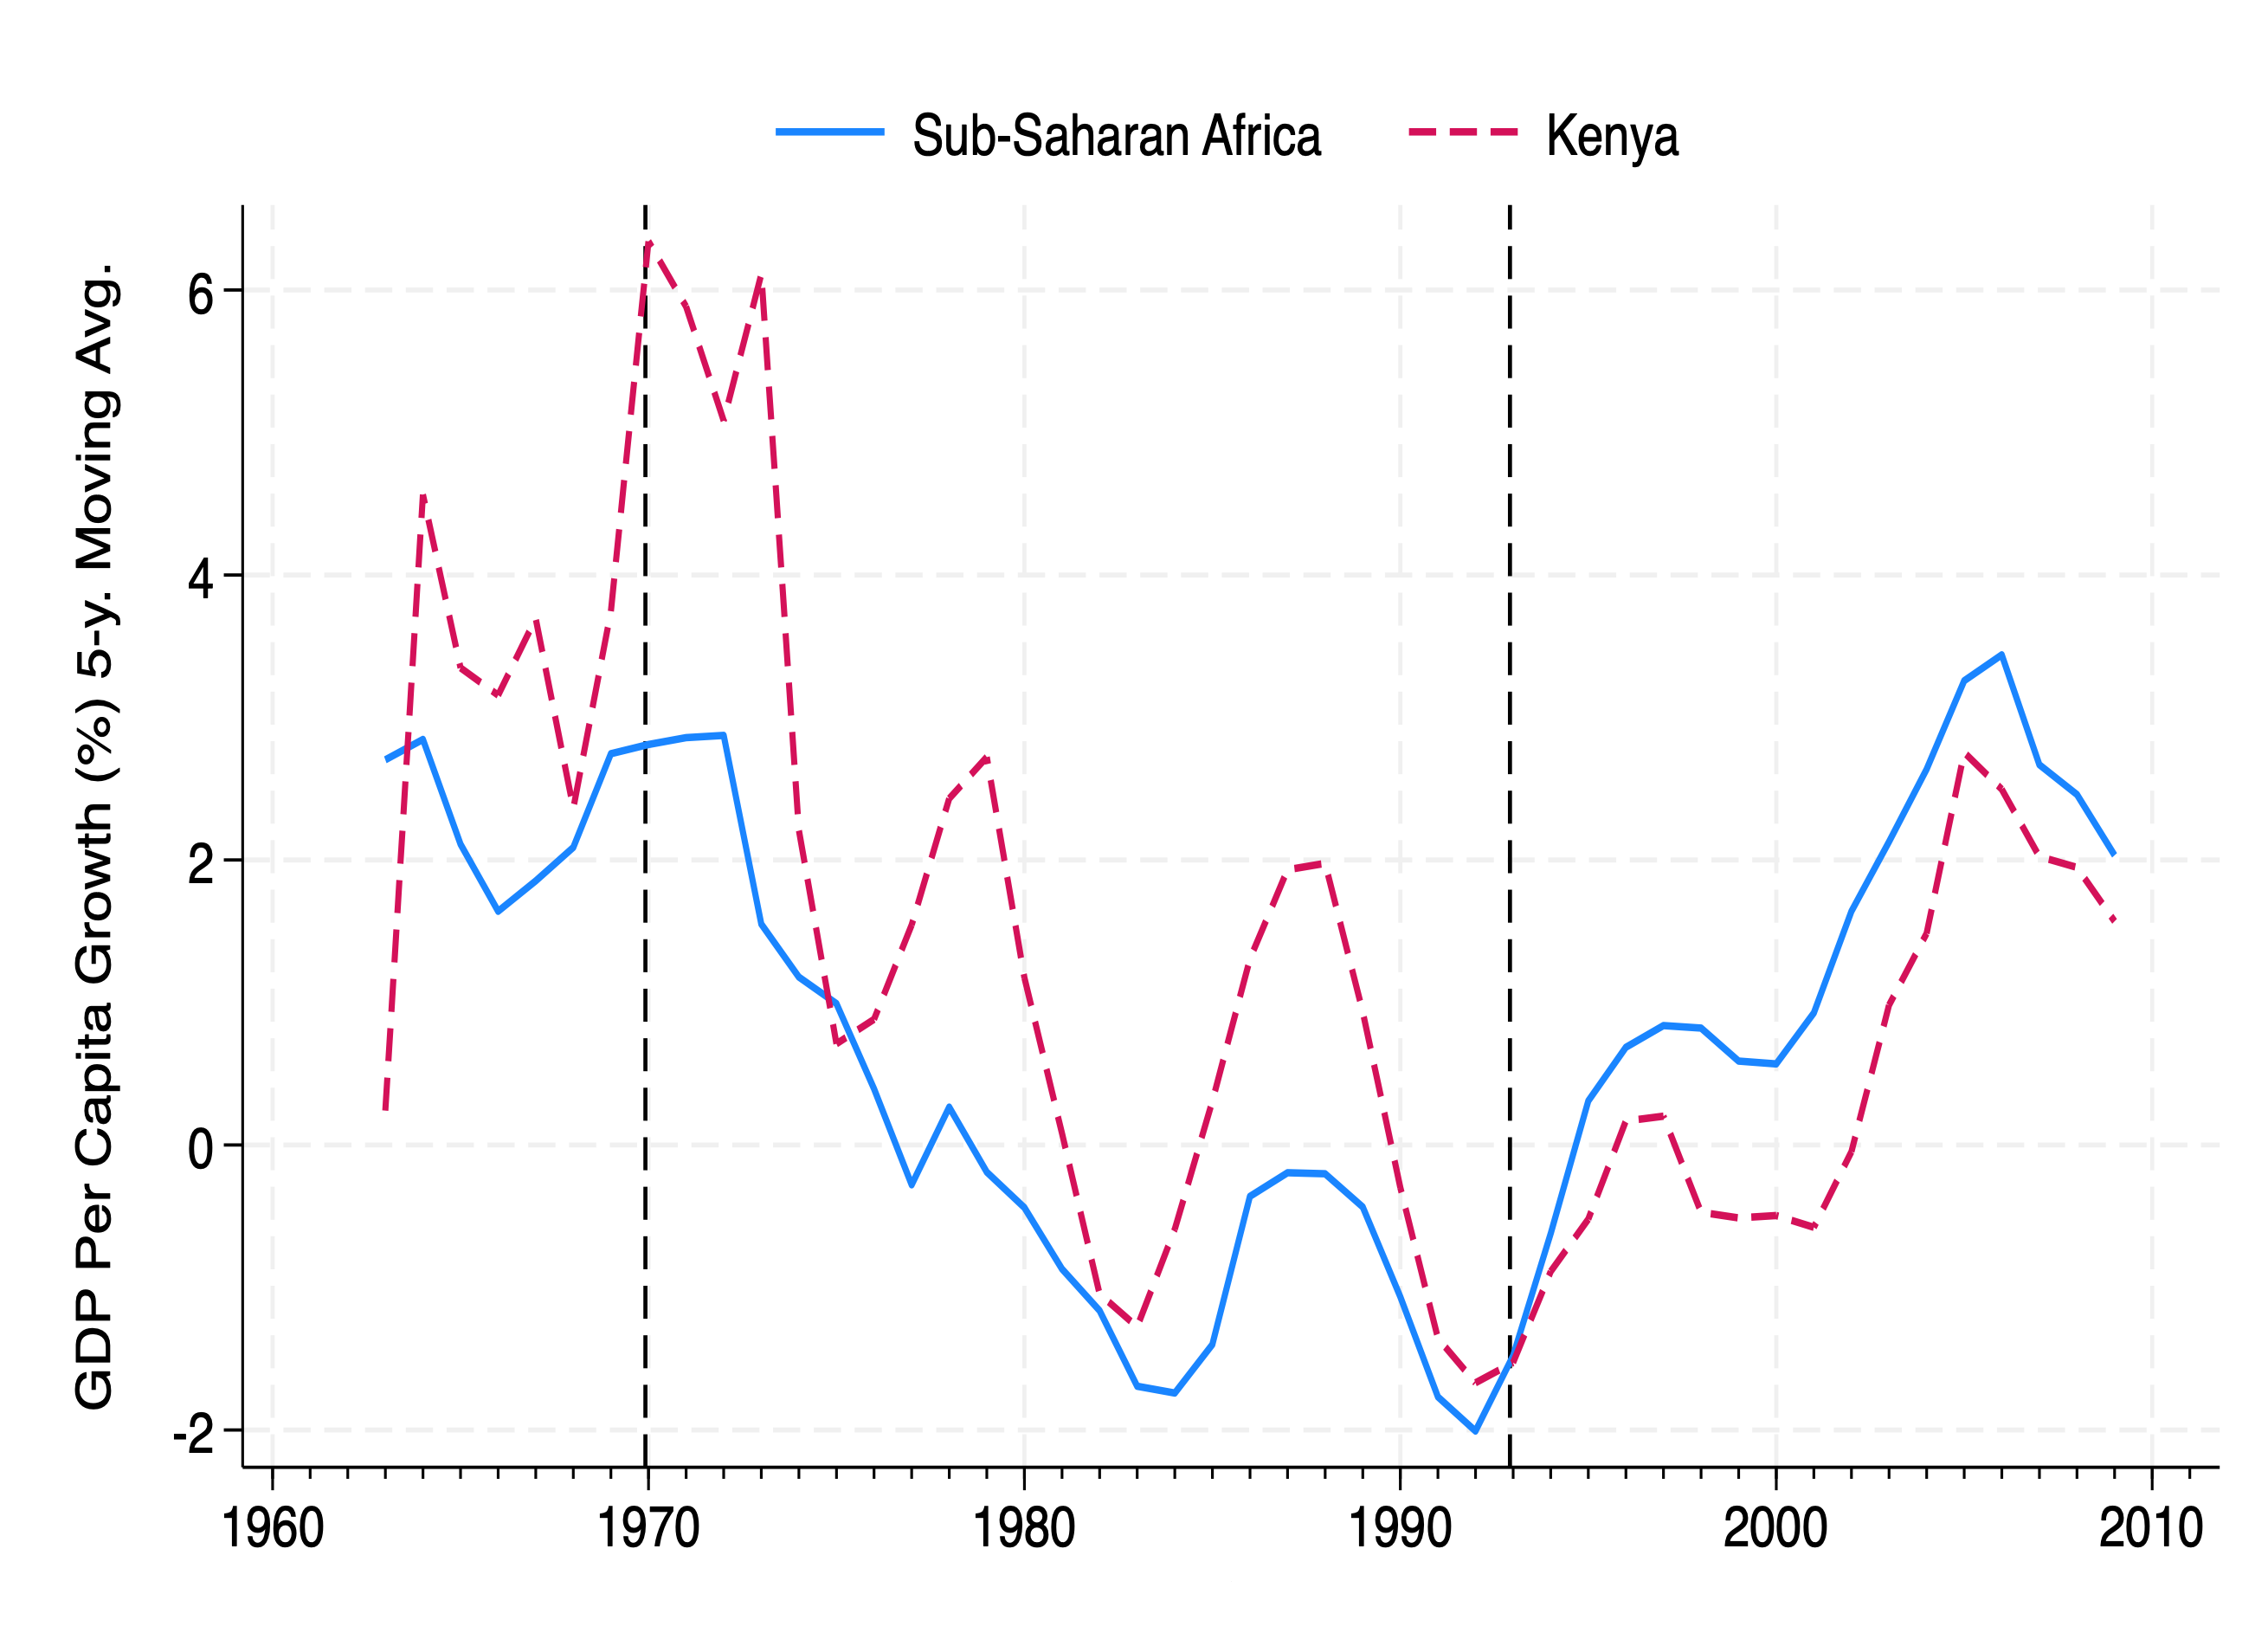 Sub-Saharan Africa Kenya
GDP Per Capita Growth (%) 5-y. Moving Avg.
6
4
2
0
-2
1960 1970 1980 1990 2000 2010